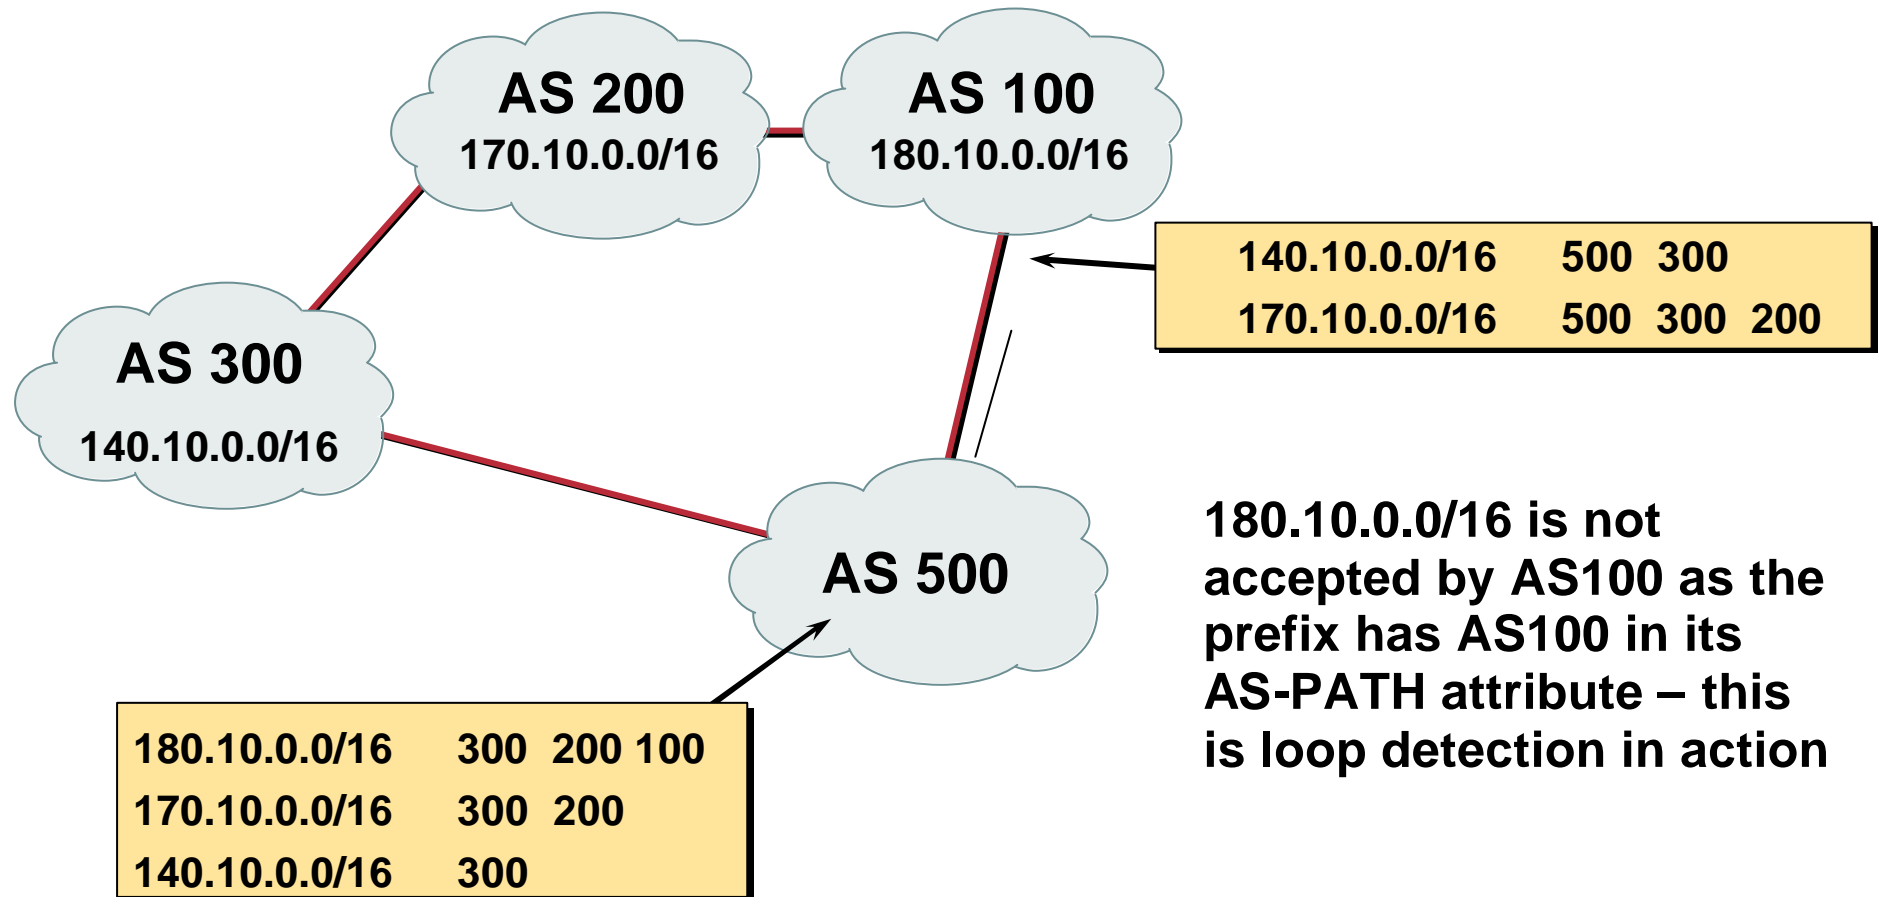 AS 200
170.10.0.0/16
AS 100
180.10.0.0/16
140.10.0.0/16 500 300
170.10.0.0/16 500 300 200
AS 300
140.10.0.0/16
AS 500
180.10.0.0/16 is not
accepted by AS100 as the
prefix has AS100 in its
AS-PATH attribute – this
is loop detection in action
180.10.0.0/16 300 200 100
170.10.0.0/16 300 200
140.10.0.0/16 300